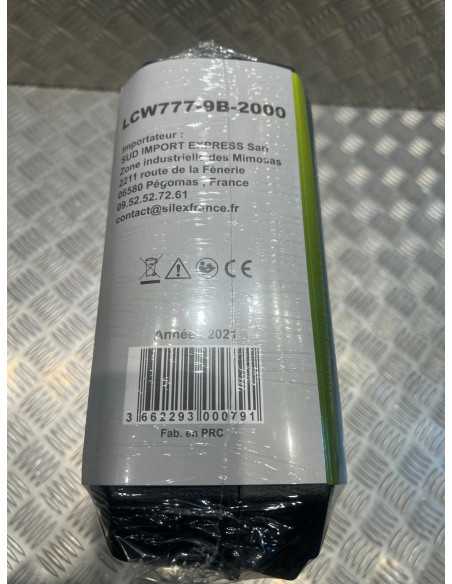 LCW777-9B-2000
Importateur :
SUD IMPORT EXPRESS Sarl
Zone industrielle des Mimosas
2211 route de la Fènerie
06580 Pégomas , France
09.52.52.72.61
contact@silexfrance.fr
CE
Année : 2021
3 662293 000791
Fab. en PRC